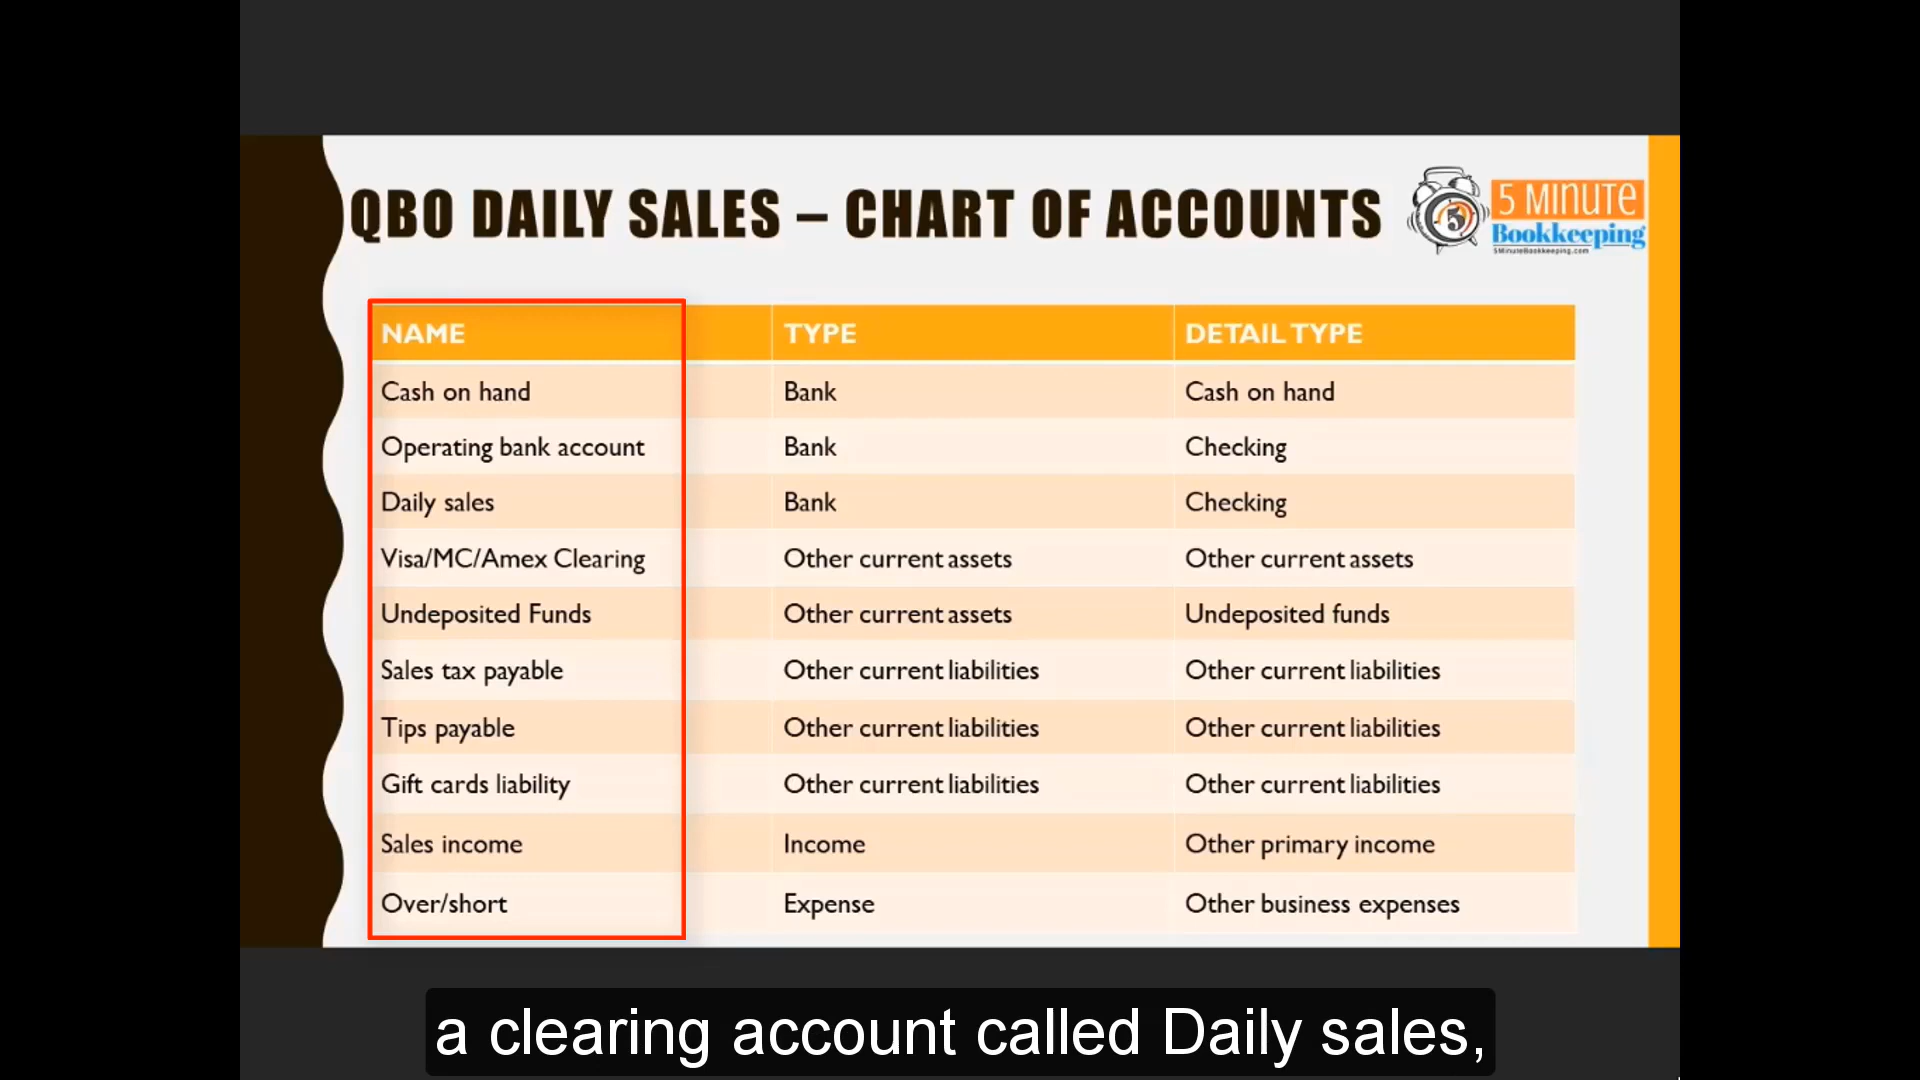 QBO DAILY SALES – CHART OF ACCOUNTS
5
5 MINUTE
Bookkeeping
5MinuteBookkeeping.com
NAME TYPE DETAIL TYPE
Cash on hand Bank Cash on hand
Operating bank account Bank Checking
Daily sales Bank Checking
Visa/MC/Amex Clearing Other current assets Other current assets
Undeposited Funds Other current assets Undeposited funds
Sales tax payable Other current liabilities Other current liabilities
Tips payable Other current liabilities Other current liabilities
Gift cards liability Other current liabilities Other current liabilities
Sales income Income Other primary income
Over/short Expense Other business expenses
a clearing account called Daily sales,